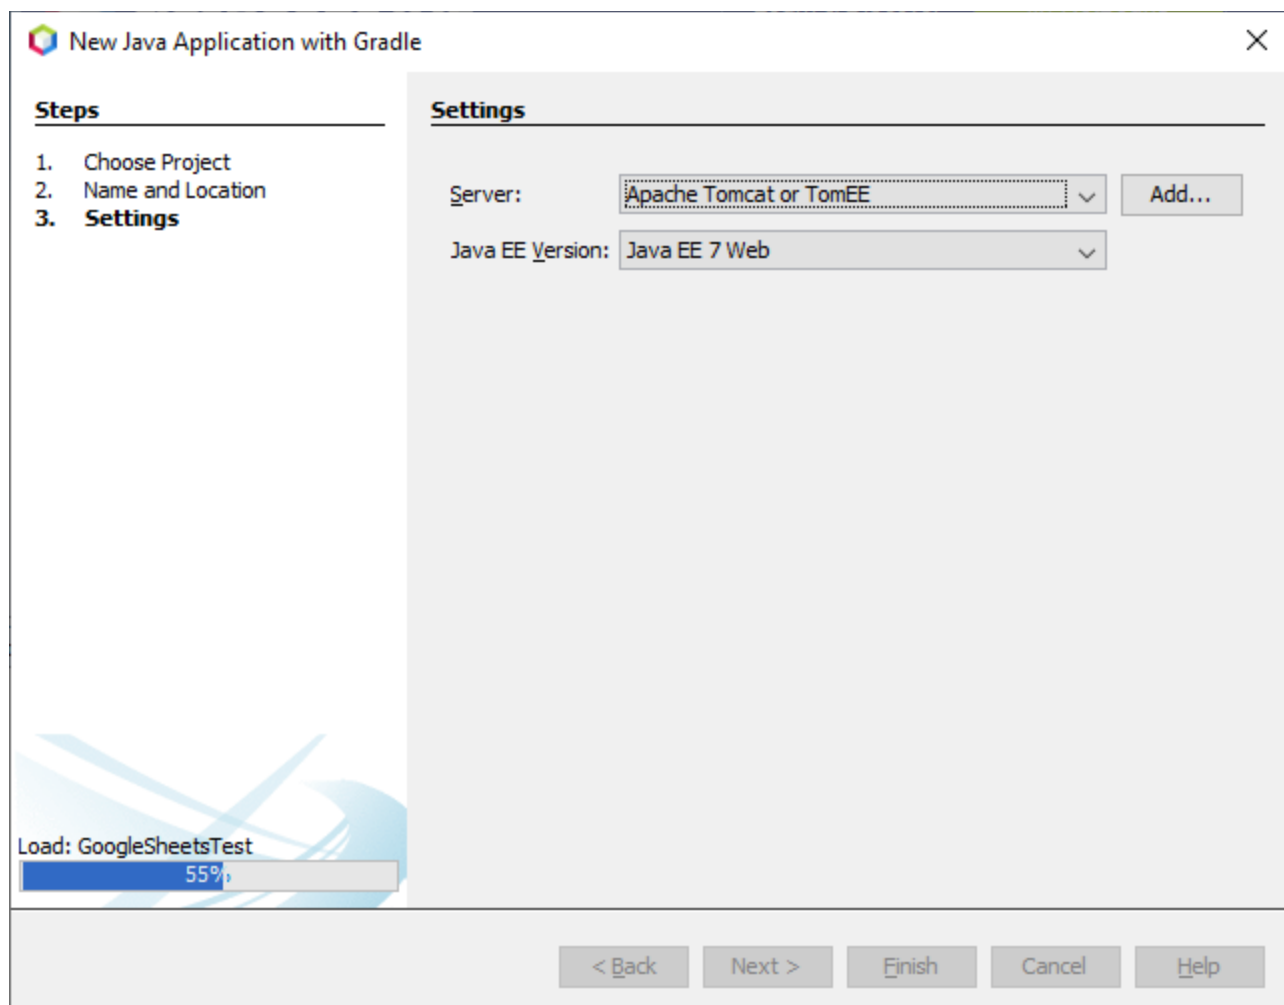 New Java Application with Gradle
Steps
1. Choose Project
2. Name and Location
3. Settings
Settings
Server: Apache Tomcat or TomEE Add...
Java EE Version: Java EE 7 Web
Load: GoogleSheetsTest
55%
< Back Next > Finish Cancel Help